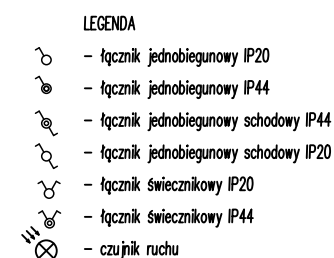 LEGENDA
- łącznik jednobiegunowy IP20
- łącznik jednobiegunowy IP44
- łącznik jednobiegunowy schodowy IP44
- łącznik jednobiegunowy schodowy IP20
- łącznik świecznikowy IP20
- łącznik świecznikowy IP44
- czujnik ruchu